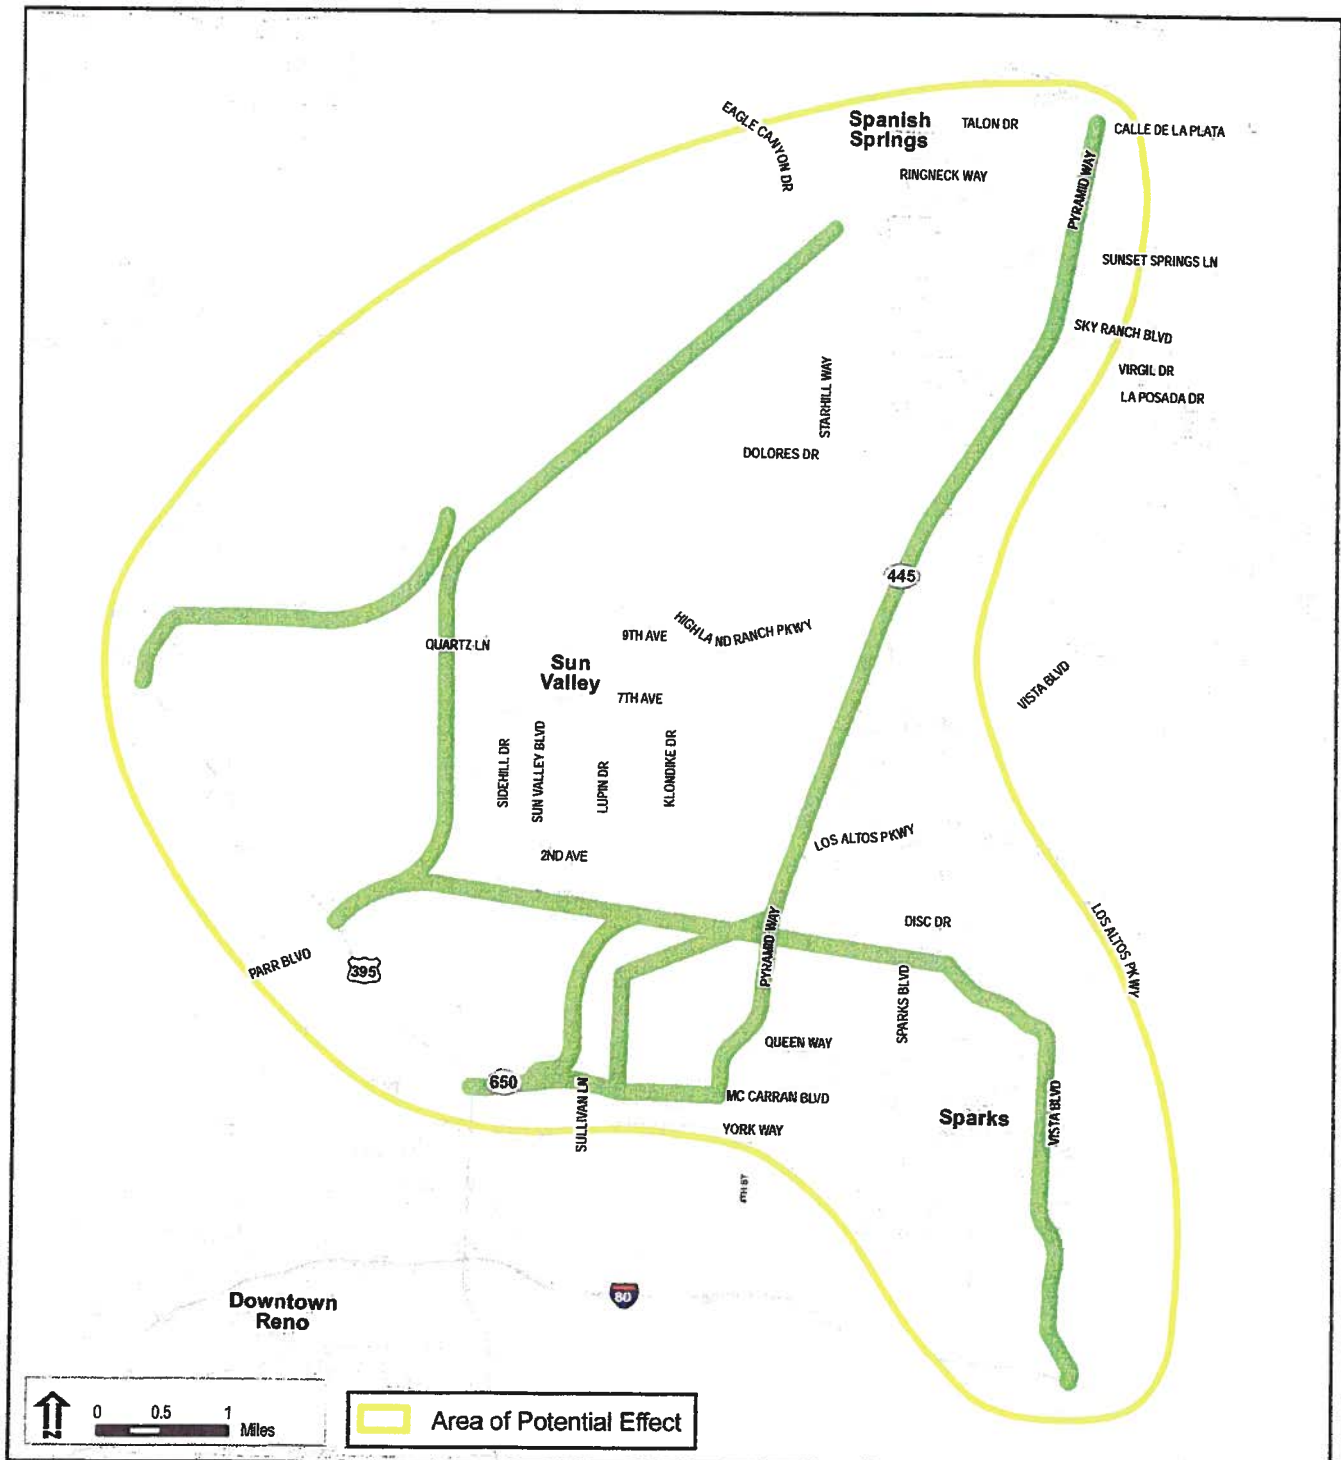 EAGLE CANYON DR
Spanish
Springs
TALON DR
CALLE DE LA PLATA
RINGNECK WAY
PYRAMID WAY
SUNSET SPRINGS LN
SKY RANCH BLVD
VIRGIL DR
LA POSADA DR
STARHILL WAY
DOLORES DR
445
QUARTZ LN
9TH AVE
HIGHLAND RANCH PKWY
Sun
Valley
7TH AVE
VISTA BLVD
SIDEHILL DR
SUN VALLEY BLVD
LUPIN DR
KLONDIKE DR
LOS ALTOS PKWY
2ND AVE
PARR BLVD
395
PYRAMID WAY
DISC DR
SPARKS BLVD
LOS ALTOS PKWY
QUEEN WAY
650
SULLIVAN LN
MC CARRAN BLVD
YORK WAY
Sparks
VISTA BLVD
80
Downtown
Reno
N
0 0.5 1
Miles
Area of Potential Effect